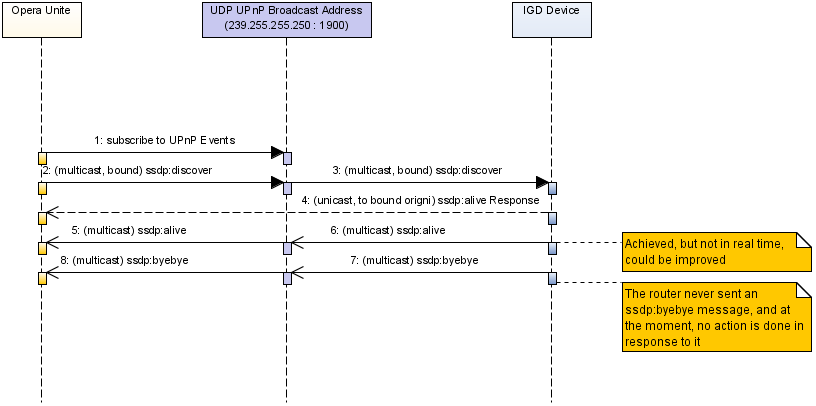 Opera Unite
UDP UPnP Broadcast Address
(239.255.255.250 : 1900)
IGD Device
1: subscribe to UPnP Events
2: (multicast, bound) ssdp:discover
3: (multicast, bound) ssdp:discover
4: (unicast, to bound origni) ssdp:alive Response
5: (multicast) ssdp:alive
6: (multicast) ssdp:alive
Achieved, but not in real time,
could be improved
8: (multicast) ssdp:byebye
7: (multicast) ssdp:byebye
The router never sent an
ssdp:byebye message, and at
the moment, no action is done in
response to it